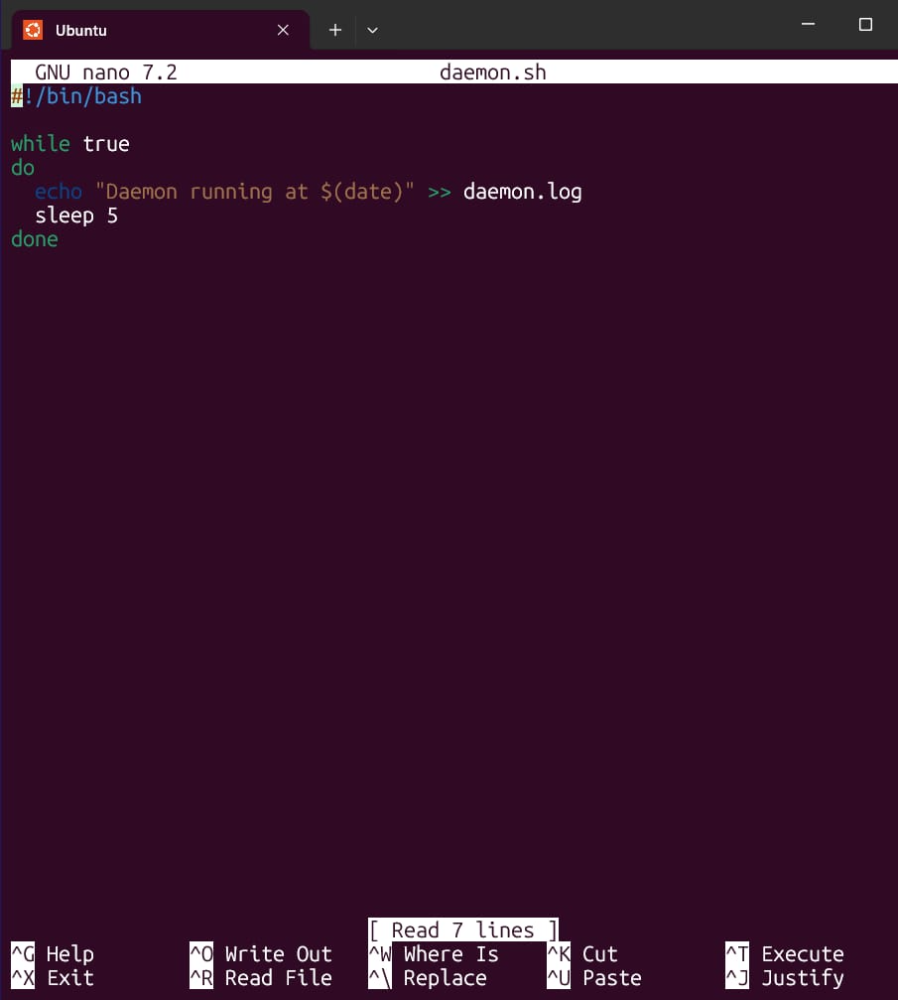 Ubuntu
GNU nano 7.2 daemon.sh
#!/bin/bash
while true
do
  echo "Daemon running at $(date)" >> daemon.log
  sleep 5
done
[ Read 7 lines ]
^G Help ^O Write Out ^W Where Is ^K Cut ^T Execute
^X Exit ^R Read File ^\ Replace ^U Paste ^J Justify